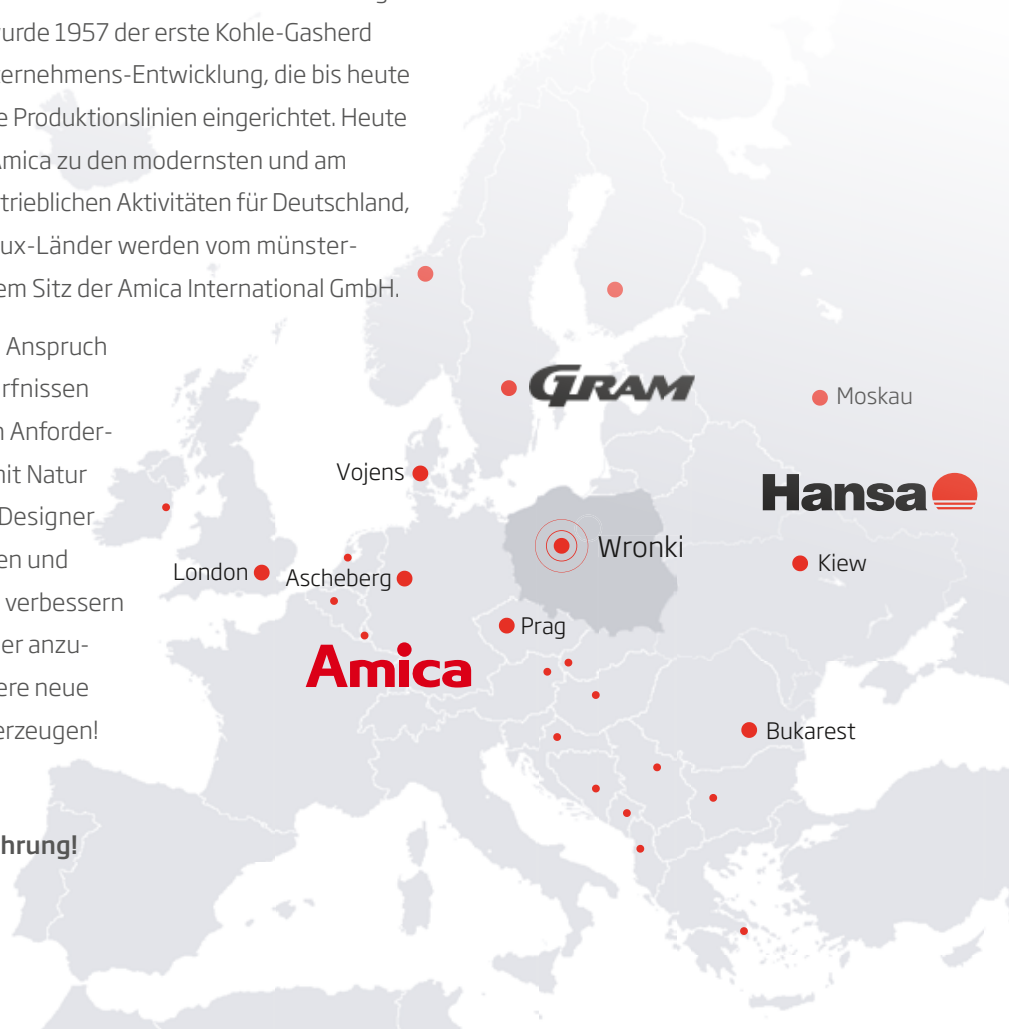 urde 1957 der erste Kohle-Gasherd
ernehmens-Entwicklung, die bis heute
e Produktionslinien eingerichtet. Heute
Amica zu den modernsten und am
trieblichen Aktivitäten für Deutschland,
ux-Länder werden vom münster-
em Sitz der Amica International GmbH.
Anspruch
rfnissen
n Anforder-
nit Natur
Designer
en und
verbessern
er anzu-
ere neue
erzeugen!
hrung!
GRAM
Moskau
Vojens
Hansa
Wronki
London
Ascheberg
Kiew
Prag
Amica
Bukarest